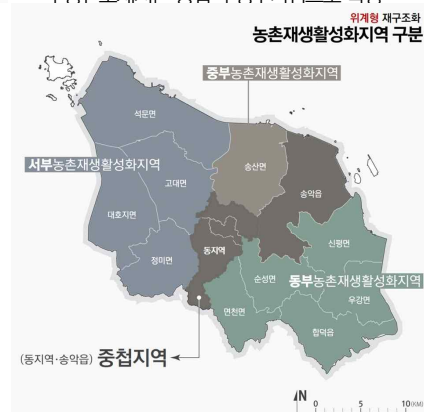 위계형 재구조화
농촌재생활성화지역 구분
중부농촌재생활성화지역
석문면
송산면
서부농촌재생활성화지역
고대면
송악읍
대호지면
신평면
동지역
정미면
순성면
동부농촌재생활성화지역
우강면
면천면
합덕읍
(동지역·송악읍) 중첩지역
N
0 5 10(KM)